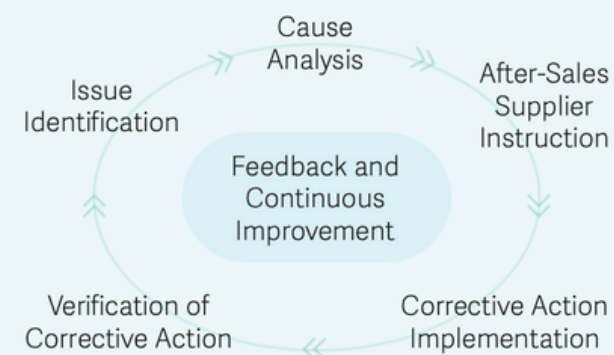 Cause
Analysis
After-Sales
Supplier
Instruction
Issue
Identification
Feedback and
Continuous
Improvement
Verification of
Corrective Action
Corrective Action
Implementation